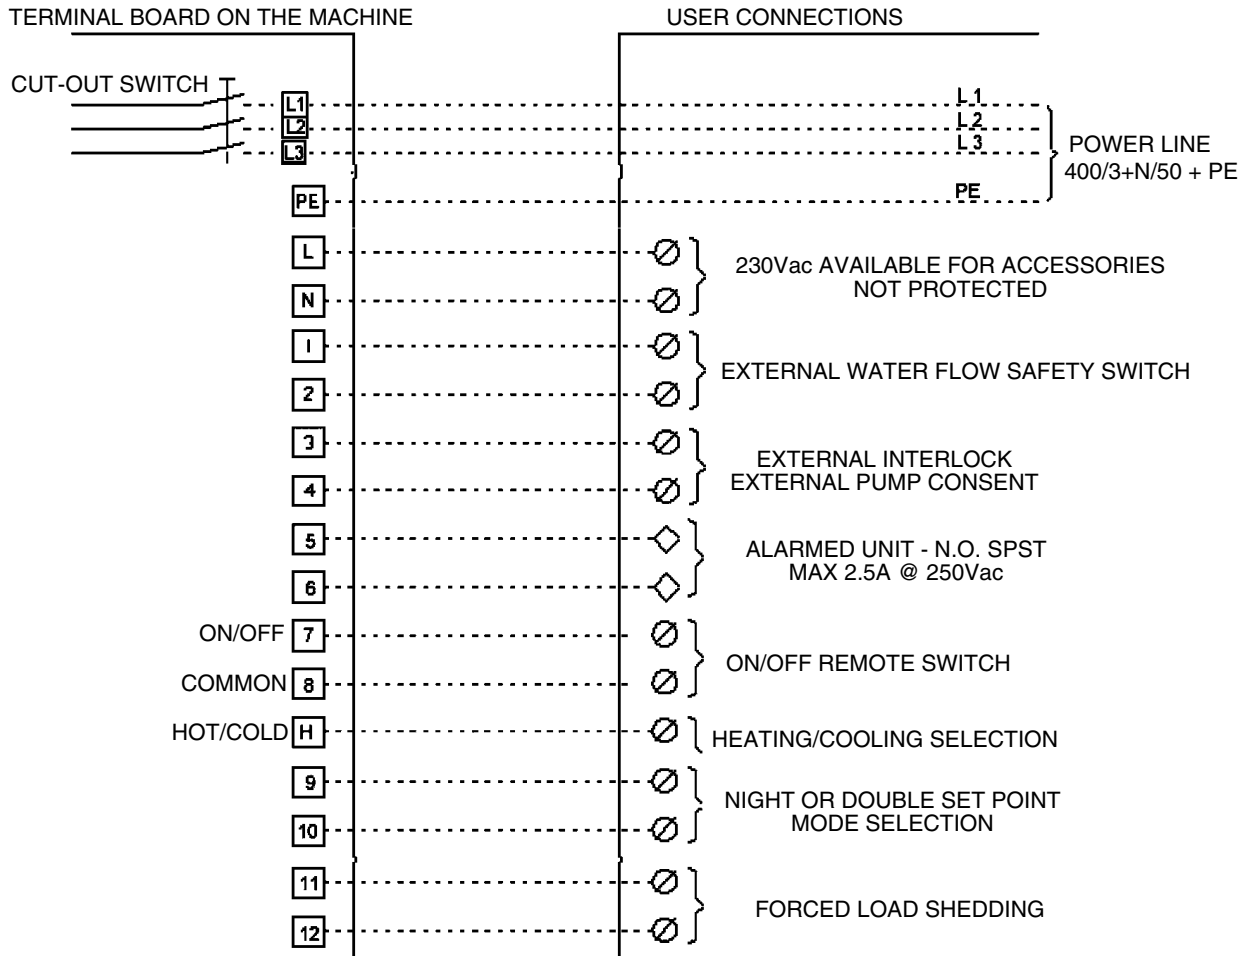 TERMINAL BOARD ON THE MACHINE
USER CONNECTIONS
CUT-OUT SWITCH
L1
L 1
L2
L 2
L3
L 3
POWER LINE
400/3+N/50 + PE
PE
PE
L
230Vac AVAILABLE FOR ACCESSORIES
NOT PROTECTED
N
1
EXTERNAL WATER FLOW SAFETY SWITCH
2
3
EXTERNAL INTERLOCK
EXTERNAL PUMP CONSENT
4
5
ALARMED UNIT - N.O. SPST
MAX 2.5A @ 250Vac
6
ON/OFF 7
ON/OFF REMOTE SWITCH
COMMON 8
HOT/COLD H
HEATING/COOLING SELECTION
9
NIGHT OR DOUBLE SET POINT
MODE SELECTION
10
11
FORCED LOAD SHEDDING
12